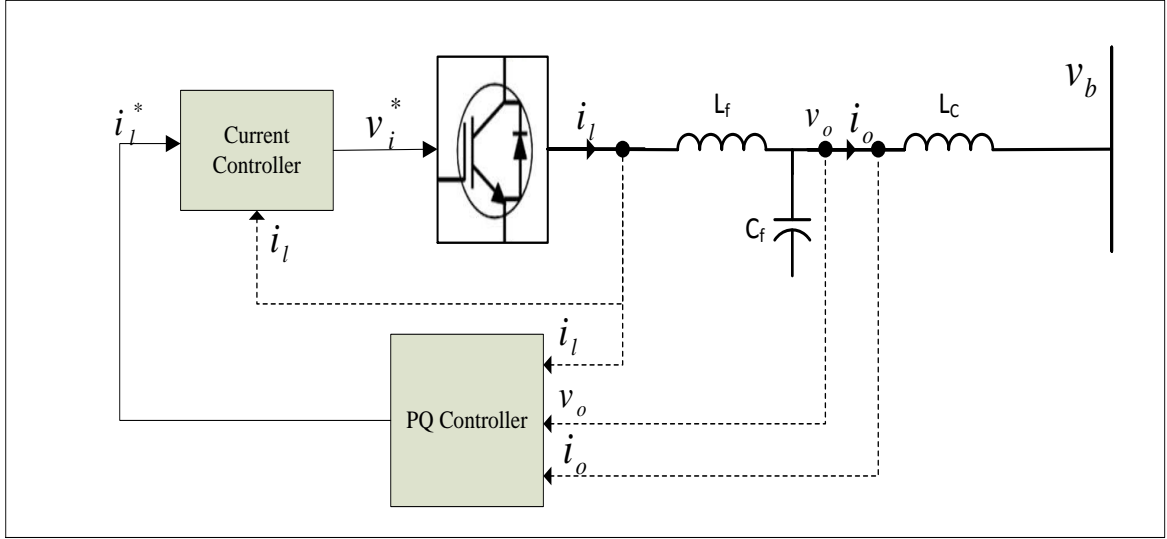 i_l^*
Current
Controller
v_i^*
i_l
L_f
v_o
i_o
L_C
v_b
C_f
i_l
i_l
PQ Controller
v_o
i_o